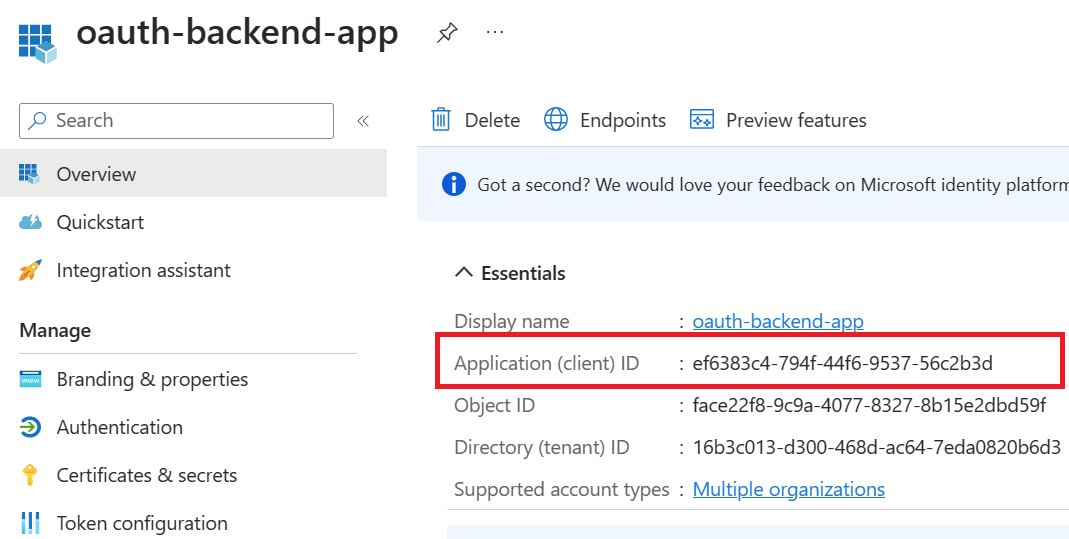 oauth-backend-app
Search
Overview
Quickstart
Integration assistant
Manage
Branding & properties
Authentication
Certificates & secrets
Token configuration
Delete Endpoints Preview features
Got a second? We would love your feedback on Microsoft identity platform
Essentials
Display name : oauth-backend-app
Application (client) ID : ef6383c4-794f-44f6-9537-56c2b3d
Object ID : face22f8-9c9a-4077-8327-8b15e2dbd59f
Directory (tenant) ID : 16b3c013-d300-468d-ac64-7eda0820b6d3
Supported account types : Multiple organizations